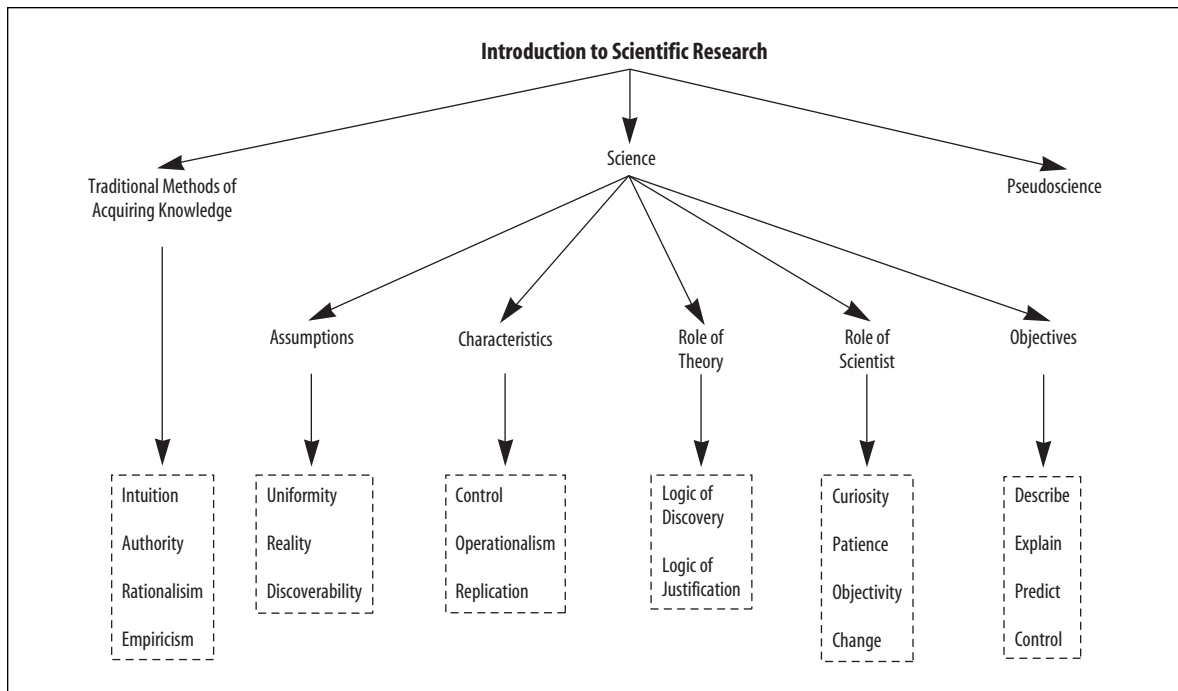 Introduction to Scientific Research
Traditional Methods of
Acquiring Knowledge
Science
Pseudoscience
Assumptions
Characteristics
Role of
Theory
Role of
Scientist
Objectives
Intuition
Authority
Rationalisim
Empiricism
Uniformity
Reality
Discoverability
Control
Operationalism
Replication
Logic of
Discovery
Logic of
Justification
Curiosity
Patience
Objectivity
Change
Describe
Explain
Predict
Control